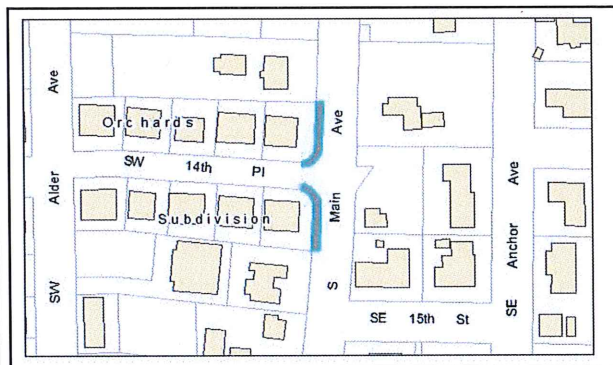 SW Alder Ave
Orchards
SW 14th Pl
Subdivision
S Main Ave
SE 15th St
SE Anchor Ave